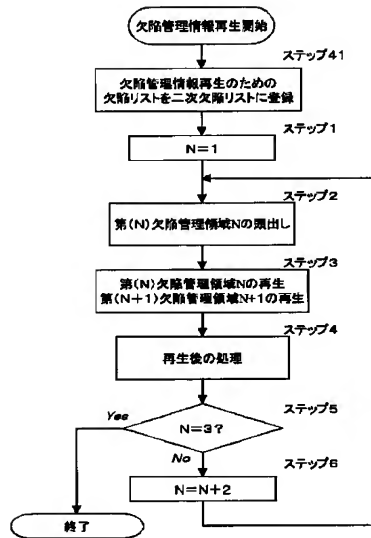 欠陥管理情報再生開始
ステップ41
欠陥管理情報再生のための
欠陥リストを二次欠陥リストに登録
ステップ1
N=1
ステップ2
第(N)欠陥管理領域Nの頭出し
ステップ3
第(N)欠陥管理領域Nの再生
第(N+1)欠陥管理領域N+1の再生
ステップ4
再生後の処理
ステップ5
Yes
N=3?
No
ステップ6
N=N+2
終了